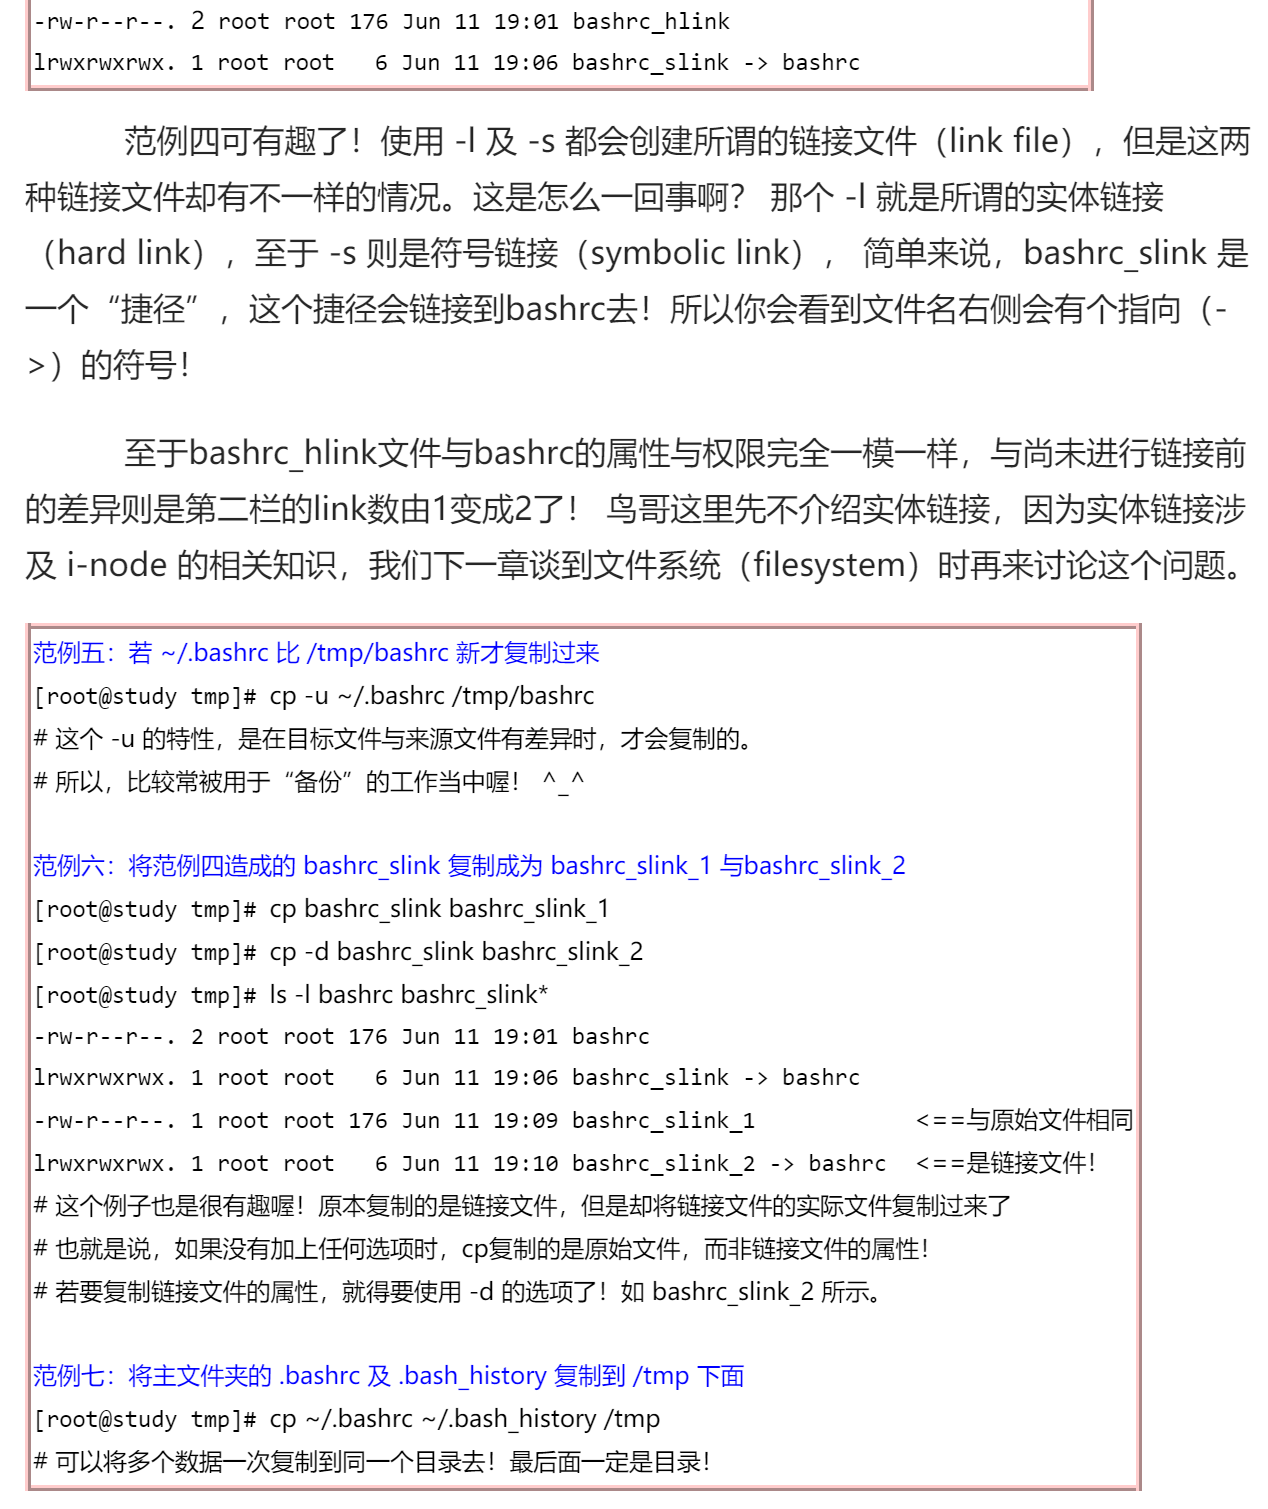 -rw-r--r--. 2 root root 176 Jun 11 19:01 bashrc_hlink
lrwxrwxrwx. 1 root root   6 Jun 11 19:06 bashrc_slink -> bashrc
范例四可有趣了！使用 -l 及 -s 都会创建所谓的链接文件（link file），但是这两
种链接文件却有不一样的情况。这是怎么一回事啊？ 那个 -l 就是所谓的实体链接
（hard link），至于 -s 则是符号链接（symbolic link）， 简单来说，bashrc_slink 是
一个“捷径”，这个捷径会链接到bashrc去！所以你会看到文件名右侧会有个指向（-
>）的符号！
至于bashrc_hlink文件与bashrc的属性与权限完全一模一样，与尚未进行链接前
的差异则是第二栏的link数由1变成2了！ 鸟哥这里先不介绍实体链接，因为实体链接涉
及 i-node 的相关知识，我们下一章谈到文件系统（filesystem）时再来讨论这个问题。
范例五：若 ~/.bashrc 比 /tmp/bashrc 新才复制过来
[root@study tmp]# cp -u ~/.bashrc /tmp/bashrc
# 这个 -u 的特性，是在目标文件与来源文件有差异时，才会复制的。
# 所以，比较常被用于“备份”的工作当中喔！ ^_^
范例六：将范例四造成的 bashrc_slink 复制成为 bashrc_slink_1 与bashrc_slink_2
[root@study tmp]# cp bashrc_slink bashrc_slink_1
[root@study tmp]# cp -d bashrc_slink bashrc_slink_2
[root@study tmp]# ls -l bashrc bashrc_slink*
-rw-r--r--. 2 root root 176 Jun 11 19:01 bashrc
lrwxrwxrwx. 1 root root   6 Jun 11 19:06 bashrc_slink -> bashrc
-rw-r--r--. 1 root root 176 Jun 11 19:09 bashrc_slink_1            <==与原始文件相同
lrwxrwxrwx. 1 root root   6 Jun 11 19:10 bashrc_slink_2 -> bashrc  <==是链接文件！
# 这个例子也是很有趣喔！原本复制的是链接文件，但是却将链接文件的实际文件复制过来了
# 也就是说，如果没有加上任何选项时，cp复制的是原始文件，而非链接文件的属性！
# 若要复制链接文件的属性，就得要使用 -d 的选项了！如 bashrc_slink_2 所示。
范例七：将主文件夹的 .bashrc 及 .bash_history 复制到 /tmp 下面
[root@study tmp]# cp ~/.bashrc ~/.bash_history /tmp
# 可以将多个数据一次复制到同一个目录去！最后面一定是目录！